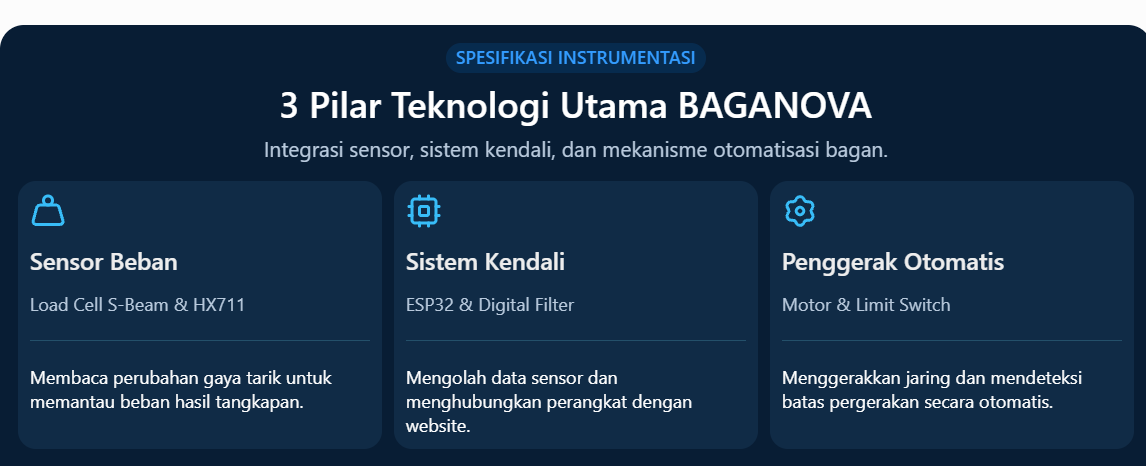 SPESIFIKASI INSTRUMENTASI
3 Pilar Teknologi Utama BAGANOVA
Integrasi sensor, sistem kendali, dan mekanisme otomatisasi bagan.
Sensor Beban
Load Cell S-Beam & HX711
Membaca perubahan gaya tarik untuk
memantau beban hasil tangkapan.
Sistem Kendali
ESP32 & Digital Filter
Mengolah data sensor dan
menghubungkan perangkat dengan
website.
Penggerak Otomatis
Motor & Limit Switch
Menggerakkan jaring dan mendeteksi
batas pergerakan secara otomatis.